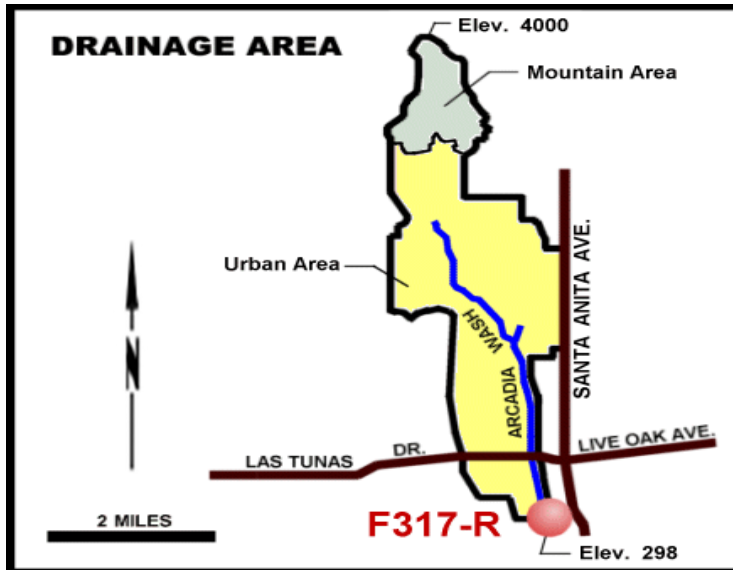 DRAINAGE AREA
Elev. 4000
Mountain Area
Urban Area
SANTA ANITA AVE.
WASH
ARCADIA
N
LAS TUNAS DR.
LIVE OAK AVE.
2 MILES
F317-R
Elev. 298